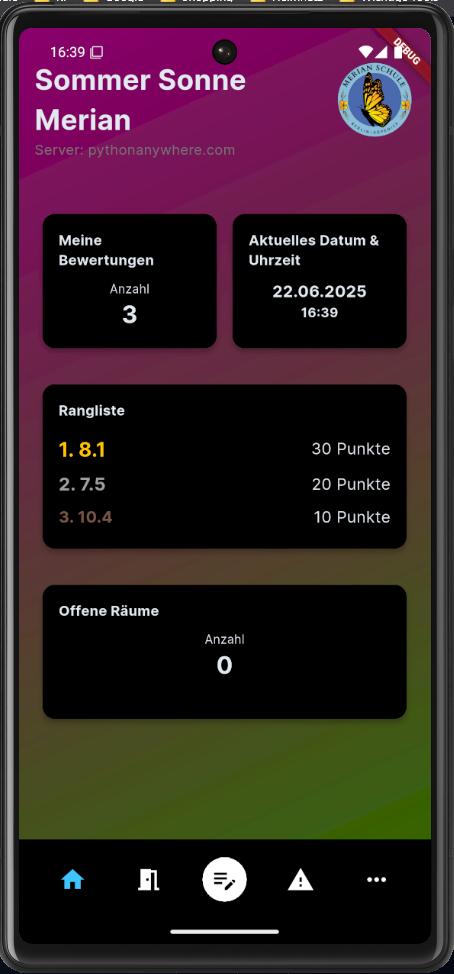 16:39
DEBUG
Sommer Sonne
Merian
Server: pythonanywhere.com
MERIAN SCHULE
Meine
Bewertungen
Anzahl
3
Aktuelles Datum &
Uhrzeit
22.06.2025
16:39
Rangliste
1. 8.1 30 Punkte
2. 7.5 20 Punkte
3. 10.4 10 Punkte
Offene Räume
Anzahl
0